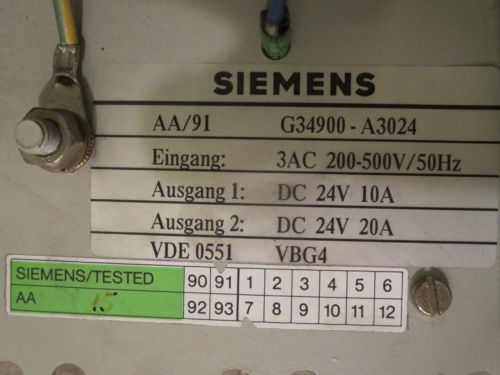 SIEMENS
AA/91 G34900 - A3024
Eingang: 3AC 200-500V/50Hz
Ausgang 1: DC 24V 10A
Ausgang 2: DC 24V 20A
VDE 0551 VBG4
SIEMENS/TESTED 90 91 1 2 3 4 5 6
AA 15 92 93 7 8 9 10 11 12